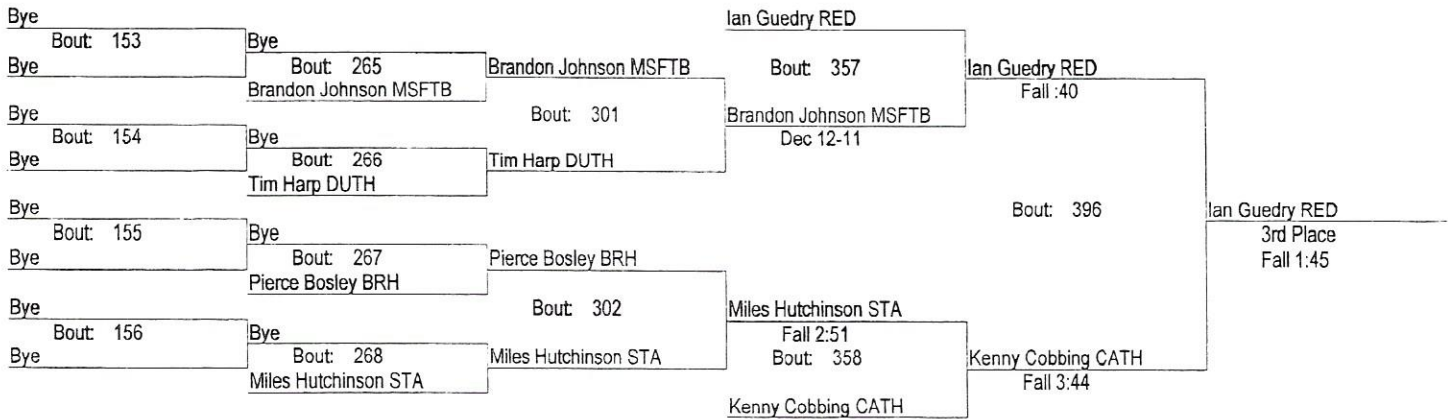 Bye
Bout: 153
Bye
Bye
Bout: 154
Bye
Bye
Bout: 155
Bye
Bye
Bout: 156
Bye
Bye
Bout: 265
Brandon Johnson MSFTB
Bye
Bout: 266
Tim Harp DUTH
Bye
Bout: 267
Pierce Bosley BRH
Bye
Bout: 268
Miles Hutchinson STA
Brandon Johnson MSFTB
Bout: 301
Tim Harp DUTH
Pierce Bosley BRH
Bout: 302
Miles Hutchinson STA
Ian Guedry RED
Bout: 357
Brandon Johnson MSFTB
Dec 12-11
Miles Hutchinson STA
Fall 2:51
Bout: 358
Kenny Cobbing CATH
Ian Guedry RED
Fall :40
Bout: 396
Kenny Cobbing CATH
Fall 3:44
Ian Guedry RED
3rd Place
Fall 1:45